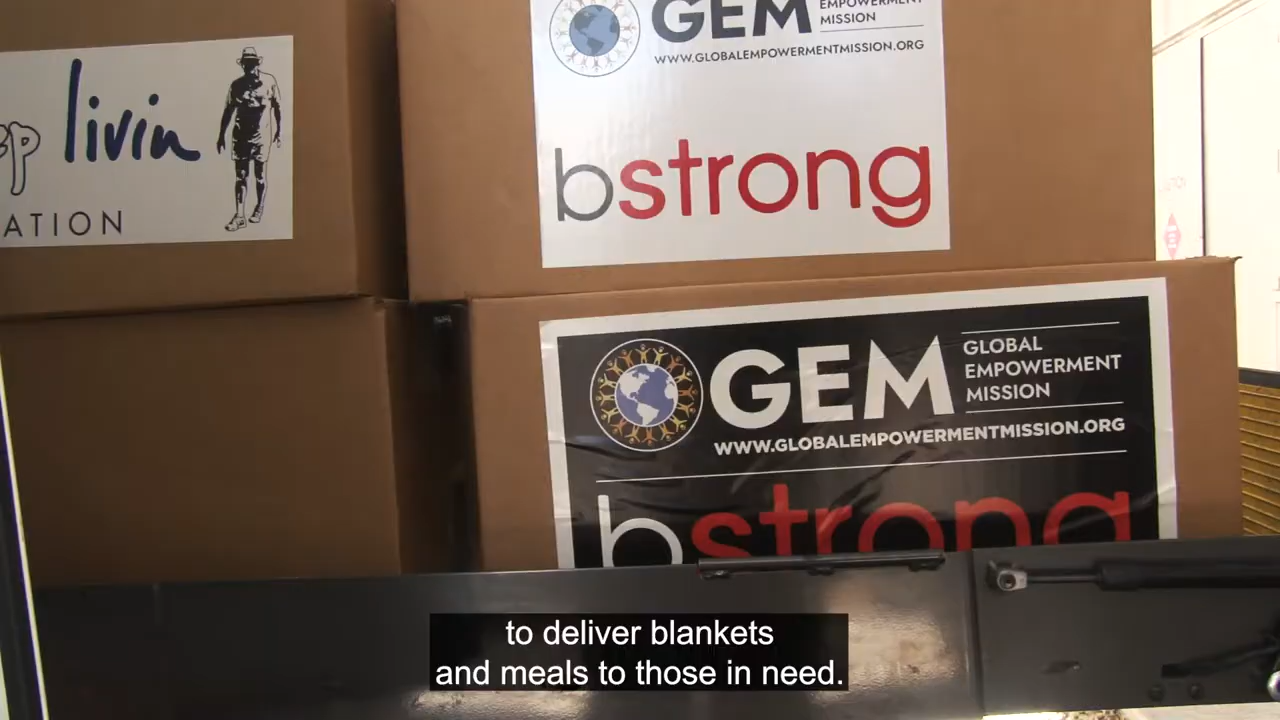 livin
ATION
GEM
EMPOWERMENT
MISSION
WWW.GLOBALEMPOWERMENTMISSION.ORG
bstrong
GEM
GLOBAL
EMPOWERMENT
MISSION
WWW.GLOBALEMPOWERMENTMISSION.ORG
bstrong
to deliver blankets
and meals to those in need.